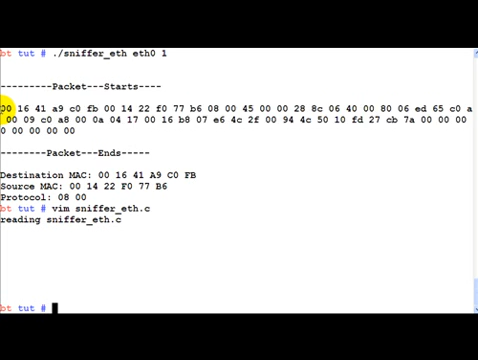 bt tut # ./sniffer_eth eth0 1
---------Packet---Starts----
00 16 41 a9 c0 fb 00 14 22 f0 77 b6 08 00 45 00 00 28 8c 06 40 00 80 06 ed 65 c0 a
 00 09 c0 a8 00 0a 04 17 00 16 b8 07 e6 4c 2f 00 94 4c 50 10 fd 27 cb 7a 00 00 00
0 00 00 00 00
--------Packet---Ends-----
Destination MAC: 00 16 41 A9 C0 FB
Source MAC: 00 14 22 F0 77 B6
Protocol: 08 00
bt tut # vim sniffer_eth.c
reading sniffer_eth.c
bt tut #